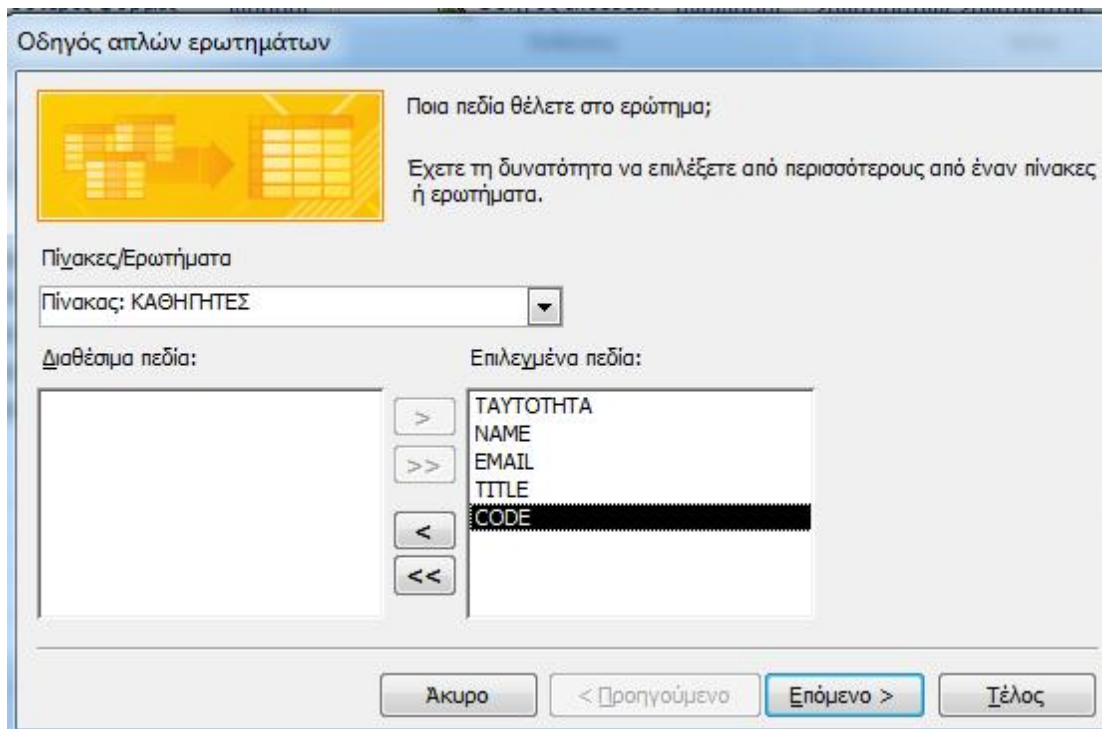 Οδηγός απλών ερωτημάτων
Ποια πεδία θέλετε στο ερώτημα;
Έχετε τη δυνατότητα να επιλέξετε από περισσότερους από έναν πίνακες
ή ερωτήματα.
Πίνακες/Ερωτήματα
Πίνακας: ΚΑΘΗΓΗΤΕΣ
Διαθέσιμα πεδία:
Επιλεγμένα πεδία:
ΤΑΥΤΟΤΗΤΑ
NAME
EMAIL
TITLE
CODE
>
>>
<
<<
Άκυρο
< Προηγούμενο
Επόμενο >
Τέλος